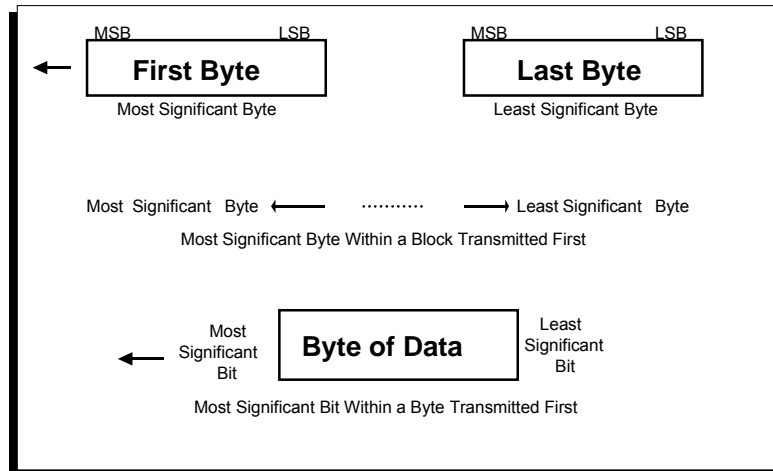 MSB LSB MSB LSB
First Byte Last Byte
Most Significant Byte Least Significant Byte
Most Significant Byte ........... Least Significant Byte
Most Significant Byte Within a Block Transmitted First
Most
Significant
Bit
Byte of Data
Least
Significant
Bit
Most Significant Bit Within a Byte Transmitted First